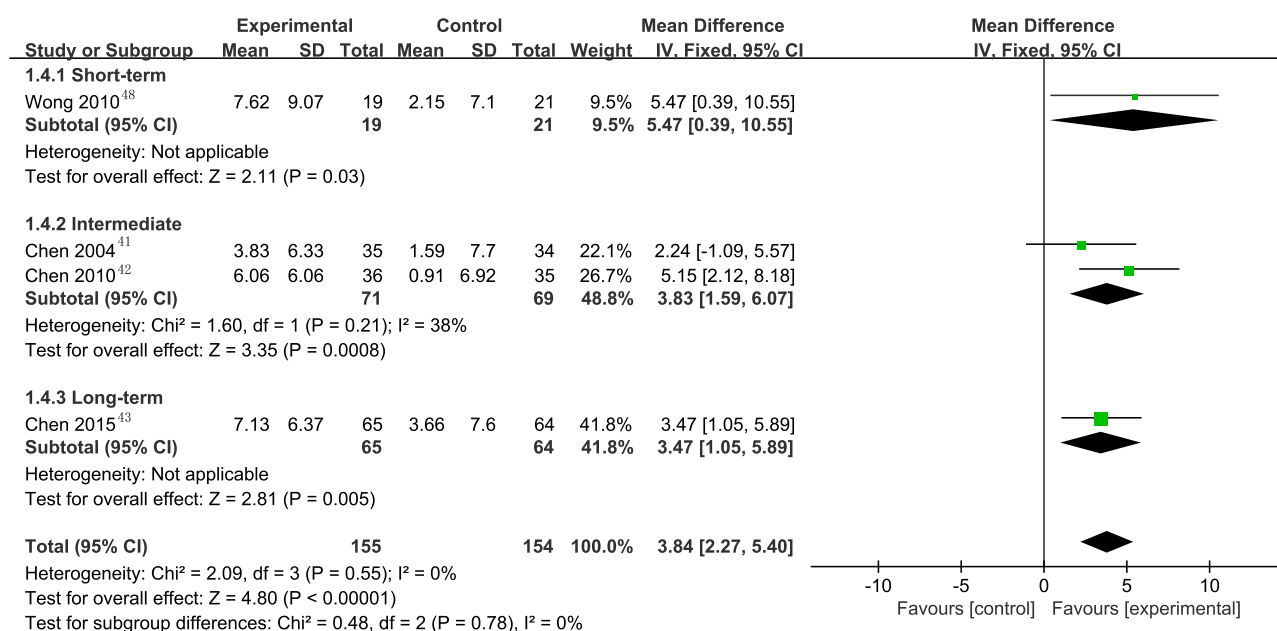 Experimental Control Mean Difference Mean Difference
Study or Subgroup Mean SD Total Mean SD Total Weight IV, Fixed, 95% CI IV, Fixed, 95% CI
1.4.1 Short-term
Wong 2010⁴⁸ 7.62 9.07 19 2.15 7.1 21 9.5% 5.47 [0.39, 10.55]
Subtotal (95% CI) 19 21 9.5% 5.47 [0.39, 10.55]
Heterogeneity: Not applicable
Test for overall effect: Z = 2.11 (P = 0.03)
1.4.2 Intermediate
Chen 2004⁴¹ 3.83 6.33 35 1.59 7.7 34 22.1% 2.24 [-1.09, 5.57]
Chen 2010⁴² 6.06 6.06 36 0.91 6.92 35 26.7% 5.15 [2.12, 8.18]
Subtotal (95% CI) 71 69 48.8% 3.83 [1.59, 6.07]
Heterogeneity: Chi² = 1.60, df = 1 (P = 0.21); I² = 38%
Test for overall effect: Z = 3.35 (P = 0.0008)
1.4.3 Long-term
Chen 2015⁴³ 7.13 6.37 65 3.66 7.6 64 41.8% 3.47 [1.05, 5.89]
Subtotal (95% CI) 65 64 41.8% 3.47 [1.05, 5.89]
Heterogeneity: Not applicable
Test for overall effect: Z = 2.81 (P = 0.005)
Total (95% CI) 155 154 100.0% 3.84 [2.27, 5.40]
Heterogeneity: Chi² = 2.09, df = 3 (P = 0.55); I² = 0%
Test for overall effect: Z = 4.80 (P < 0.00001)
Test for subgroup differences: Chi² = 0.48, df = 2 (P = 0.78), I² = 0%
-10 -5 0 5 10
Favours [control] Favours [experimental]